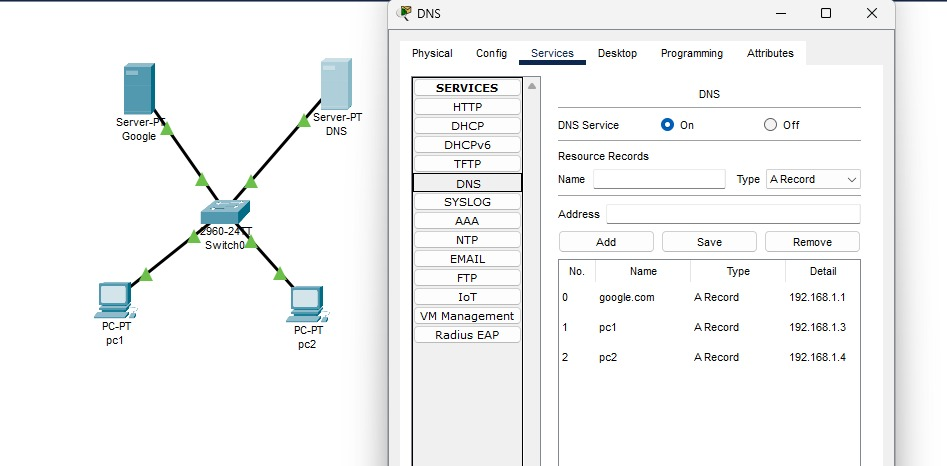 Server-PT
Google
Server-PT
DNS
2960-24TT
Switch0
PC-PT
pc1
PC-PT
pc2
DNS
Physical Config Services Desktop Programming Attributes
SERVICES
HTTP
DHCP
DHCPv6
TFTP
DNS
SYSLOG
AAA
NTP
EMAIL
FTP
IoT
VM Management
Radius EAP
DNS
DNS Service On Off
Resource Records
Name Type A Record
Address
Add Save Remove
No. Name Type Detail
0 google.com A Record 192.168.1.1
1 pc1 A Record 192.168.1.3
2 pc2 A Record 192.168.1.4